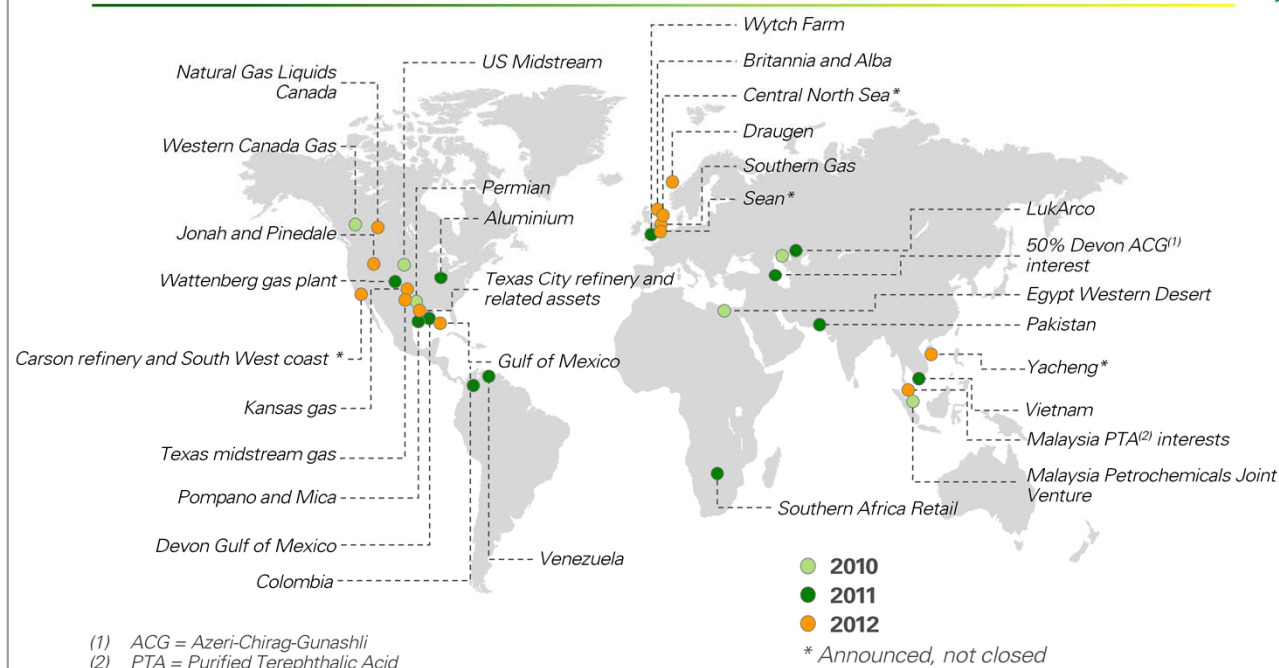 Wytch Farm
US Midstream
Britannia and Alba
Natural Gas Liquids
Canada
Central North Sea*
Draugen
Western Canada Gas
Southern Gas
Permian
Sean*
LukArco
Aluminium
Jonah and Pinedale
50% Devon ACG(1)
interest
Wattenberg gas plant
Texas City refinery and
related assets
Egypt Western Desert
Pakistan
Carson refinery and South West coast *
Gulf of Mexico
Yacheng*
Kansas gas
Vietnam
Malaysia PTA(2) interests
Texas midstream gas
Malaysia Petrochemicals Joint
Venture
Pompano and Mica
Southern Africa Retail
Devon Gulf of Mexico
Venezuela
Colombia
2010
2011
2012
* Announced, not closed
(1) ACG = Azeri-Chirag-Gunashli
(2) PTA = Purified Terephthalic Acid